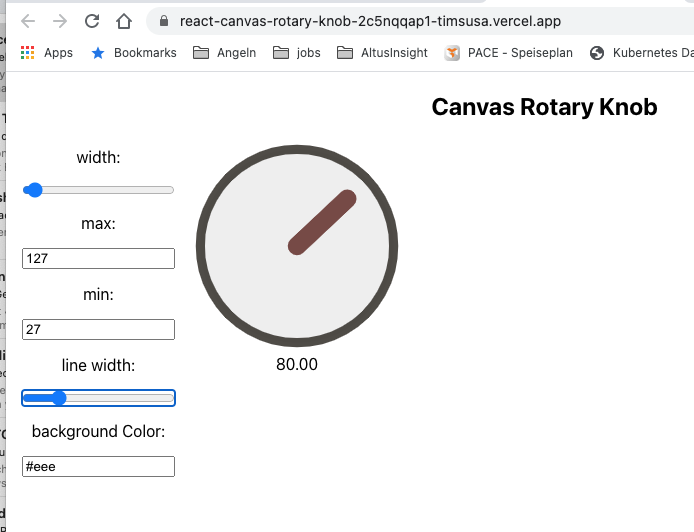 react-canvas-rotary-knob-2c5nqqap1-timsusa.vercel.app
Apps Bookmarks Angeln jobs AltusInsight PACE - Speiseplan Kubernetes Da
Canvas Rotary Knob
width:
max:
127
min:
27
line width:
80.00
background Color:
#eee